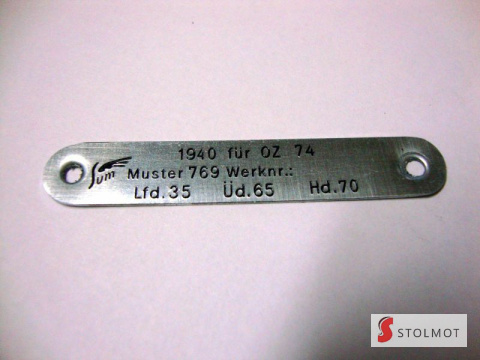 1940 für OZ 74
Sum Muster 769 Werknr.:
Lfd.35 Üd.65 Hd.70
STOLMOT